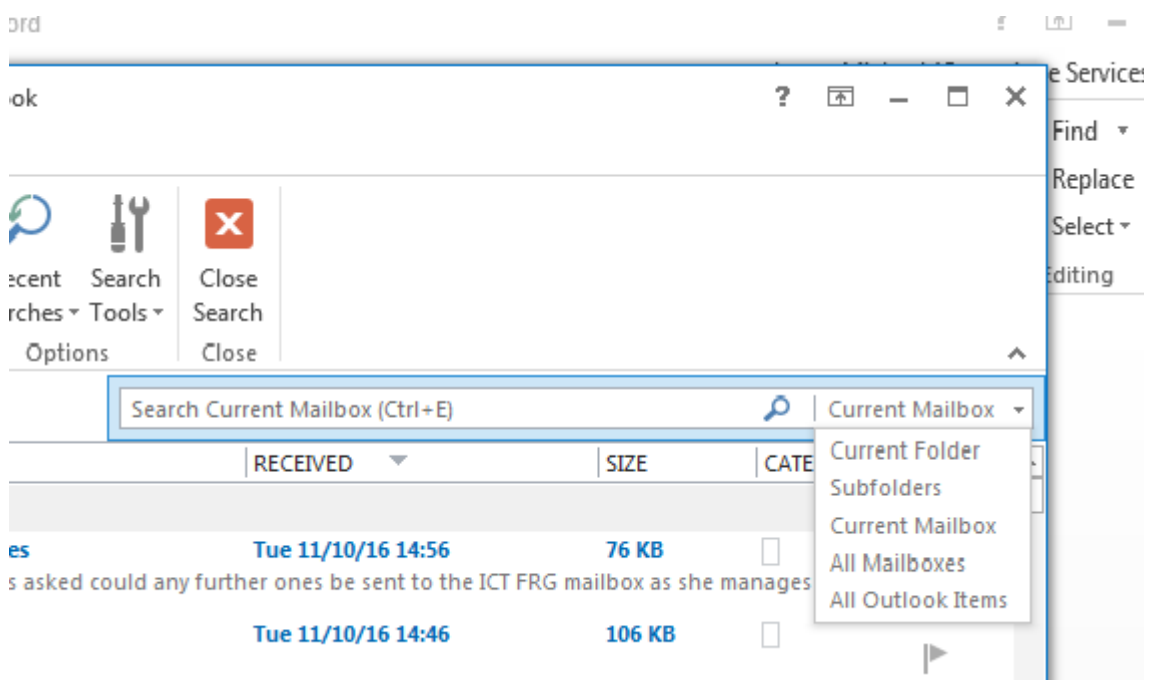 ord
e Services
ook
?
Find
Replace
Select
Editing
ecent Search Close
rches Tools Search
Options Close
Search Current Mailbox (Ctrl+E) Current Mailbox
Current Folder
Subfolders
Current Mailbox
All Mailboxes
All Outlook Items
RECEIVED SIZE CATE
es Tue 11/10/16 14:56 76 KB
s asked could any further ones be sent to the ICT FRG mailbox as she manages
Tue 11/10/16 14:46 106 KB